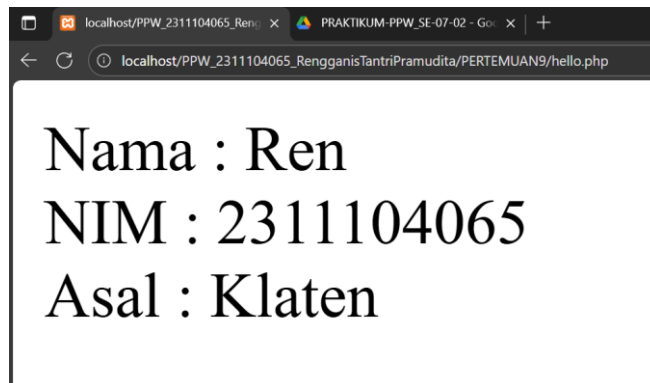 localhost/PPW_2311104065_Reng
PRAKTIKUM-PPW_SE-07-02 - Goo
localhost/PPW_2311104065_RengganisTantriPramudita/PERTEMUAN9/hello.php
Nama : Ren
NIM : 2311104065
Asal : Klaten